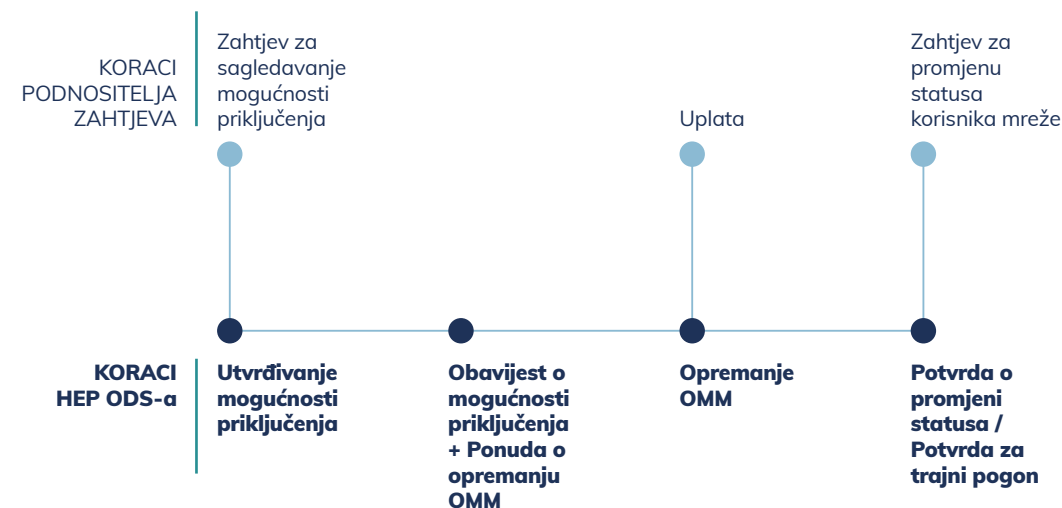 KORACI
PODNOSITELJA
ZAHTJEVA
Zahtjev za
sagledavanje
mogućnosti
priključenja
Uplata
Zahtjev za
promjenu
statusa
korisnika mreže
KORACI
HEP ODS-a
Utvrđivanje
mogućnosti
priključenja
Obavijest o
mogućnosti
priključenja
+ Ponuda o
opremanju
OMM
Opremanje
OMM
Potvrda o
promjeni
statusa /
Potvrda za
trajni pogon